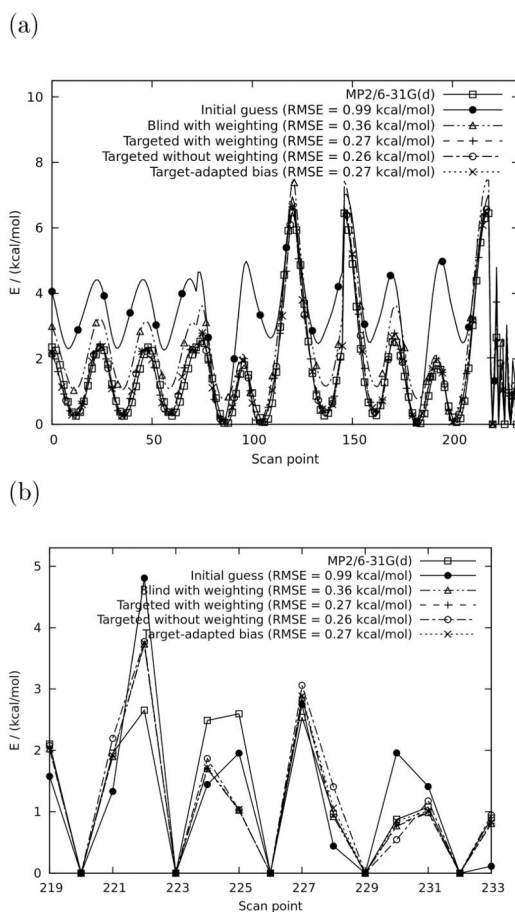 (a)
10
8
6
4
2
0
E / (kcal/mol)
MP2/6-31G(d)
Initial guess (RMSE = 0.99 kcal/mol)
Blind with weighting (RMSE = 0.36 kcal/mol)
Targeted with weighting (RMSE = 0.27 kcal/mol)
Targeted without weighting (RMSE = 0.26 kcal/mol)
Target-adapted bias (RMSE = 0.27 kcal/mol)
0 50 100 150 200
Scan point
(b)
5
4
3
2
1
0
E / (kcal/mol)
MP2/6-31G(d)
Initial guess (RMSE = 0.99 kcal/mol)
Blind with weighting (RMSE = 0.36 kcal/mol)
Targeted with weighting (RMSE = 0.27 kcal/mol)
Targeted without weighting (RMSE = 0.26 kcal/mol)
Target-adapted bias (RMSE = 0.27 kcal/mol)
219 221 223 225 227 229 231 233
Scan point